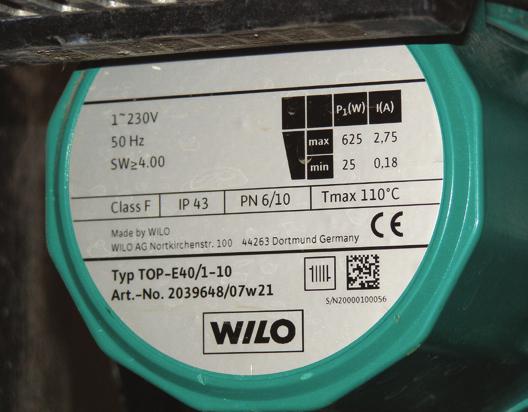 1~230V
50 Hz
SW≥4.00
P1(W) I(A)
max 625 2,75
min 25 0,18
Class F IP 43 PN 6/10 Tmax 110°C
Made by WILO
WILO AG Nortkirchenstr. 100 44263 Dortmund Germany CE
Typ TOP-E40/1-10
Art.-No. 2039648/07w21
S/N20000100056
WILO